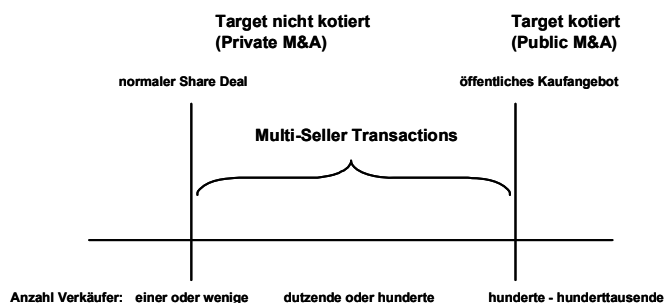 Target nicht kotiert
(Private M&A)
Target kotiert
(Public M&A)
normaler Share Deal
öffentliches Kaufangebot
Multi-Seller Transactions
Anzahl Verkäufer: einer oder wenige dutzende oder hunderte hunderte - hunderttausende